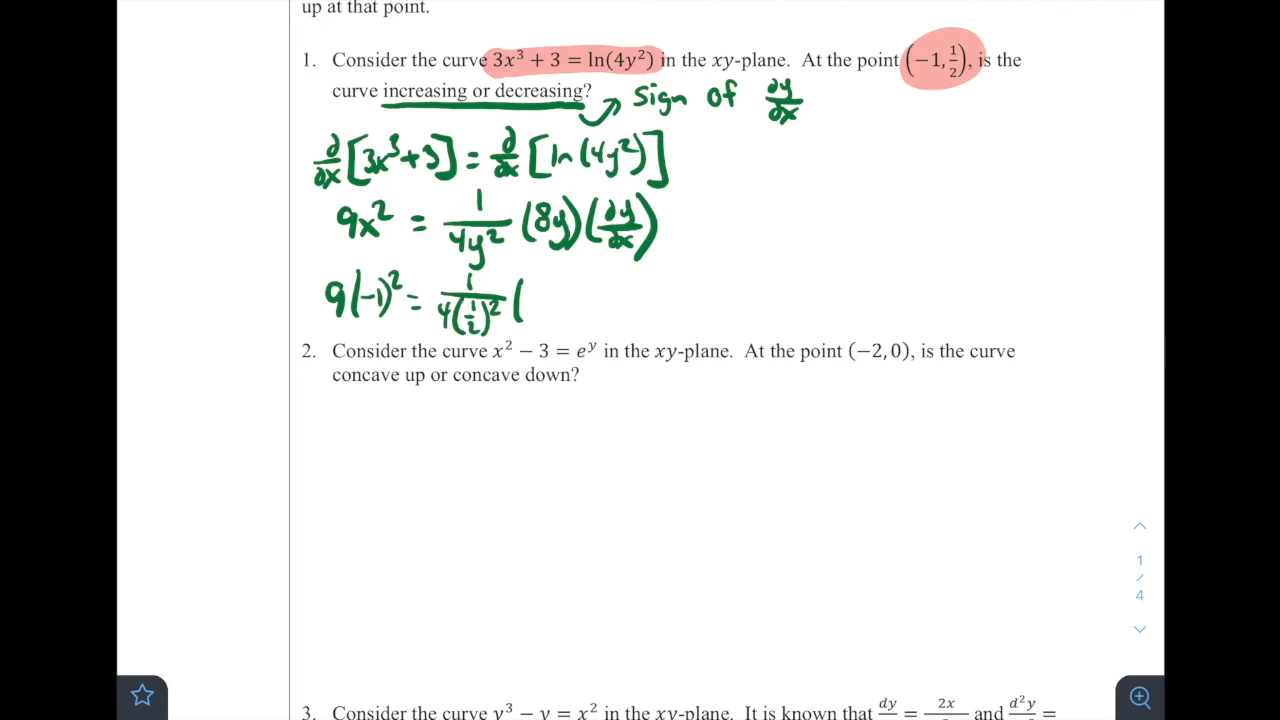 up at that point.
1. Consider the curve 3x³ + 3 = ln(4y²) in the xy-plane. At the point (−1, 1/2), is the
curve increasing or decreasing? → sign of dy/dx
d/dx [3x³+3] = d/dx [ln(4y²)]
9x² = 1/4y² (8y)(dy/dx)
9(-1)² = 1/4(1/2)² (
2. Consider the curve x² − 3 = e^y in the xy-plane. At the point (−2, 0), is the curve
concave up or concave down?
1
/
4
3. Consider the curve y³ − y = x² in the xy-plane. It is known that dy/ = 2x/ and d²y/ =